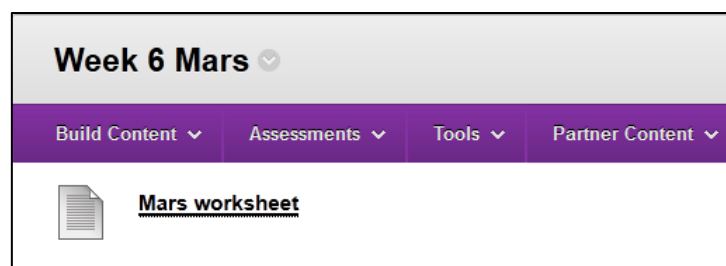 Week 6 Mars
Build Content Assessments Tools Partner Content
Mars worksheet